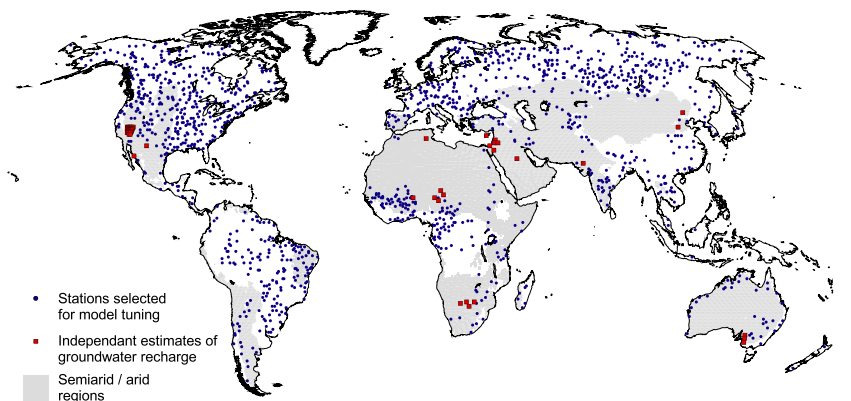 Stations selected
for model tuning
Independant estimates of
groundwater recharge
Semiarid / arid
regions